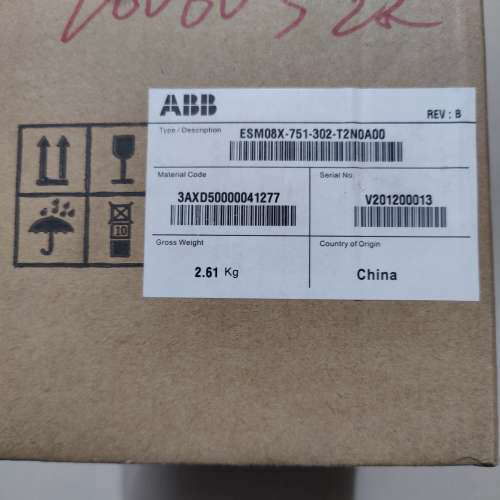 ABB
REV : B
Type / Description
ESM08X-751-302-T2N0A00
Material Code
Serial No:
3AXD50000041277
V201200013
Gross Weight
Country of Origin
2.61 Kg
China
10